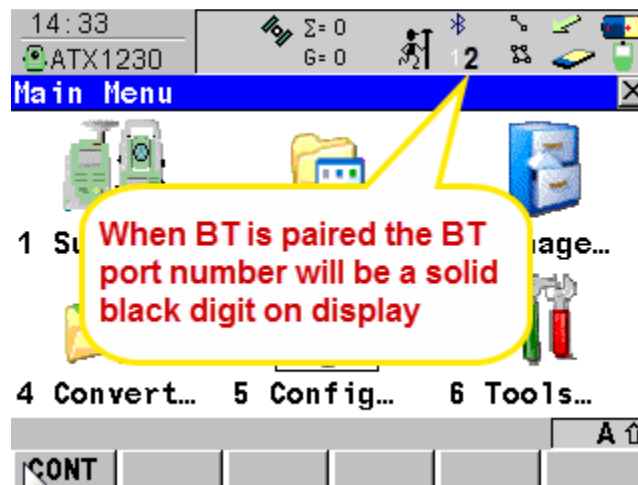 14:33
Σ= 0
ATX1230
G= 0
1 2
Main Menu
When BT is paired the BT
port number will be a solid
black digit on display
1
4 Convert… 5 Config… 6 Tools…
A
CONT